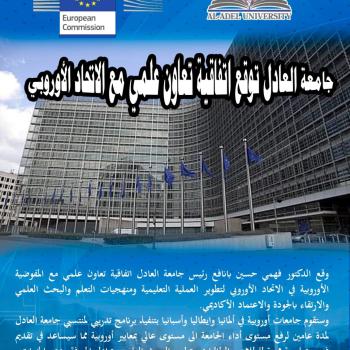 European
Commission
AL-ADEL UNIVERSITY
جامعة العادل توقع اتفاقية تعاون علمي مع الاتحاد الأوروبي
وقع الدكتور فهمي حسين بانافع رئيس جامعة العادل اتفاقية تعاون علمي مع المفوضية
الأوروبية في الاتحاد الأوروبي لتطوير العملية التعليمية ومنهجيات التعلم والبحث العلمي
والارتقاء بالجودة والاعتماد الأكاديمي.
وستقوم جامعات أوروبية في ألمانيا وايطاليا وأسبانيا بتنفيذ برنامج تدريبي لمنتسبي جامعة العادل
لمدة عامين لرفع مستوى أداء الجامعة الى مستوى عالي بمعايير أوروبية مما سيساعد في تقديم